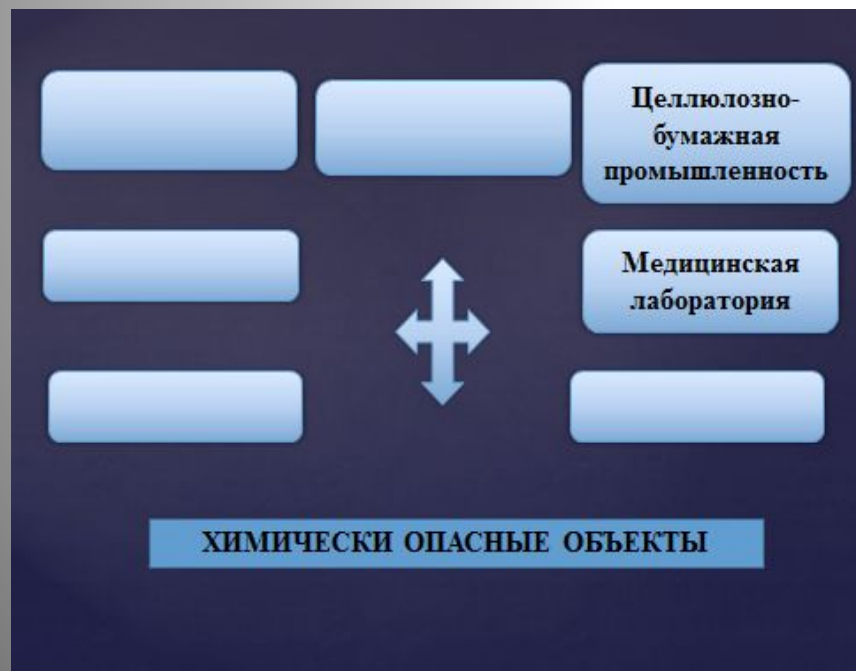 Целлюлозно-
бумажная
промышленность
Медицинская
лаборатория
ХИМИЧЕСКИ ОПАСНЫЕ ОБЪЕКТЫ